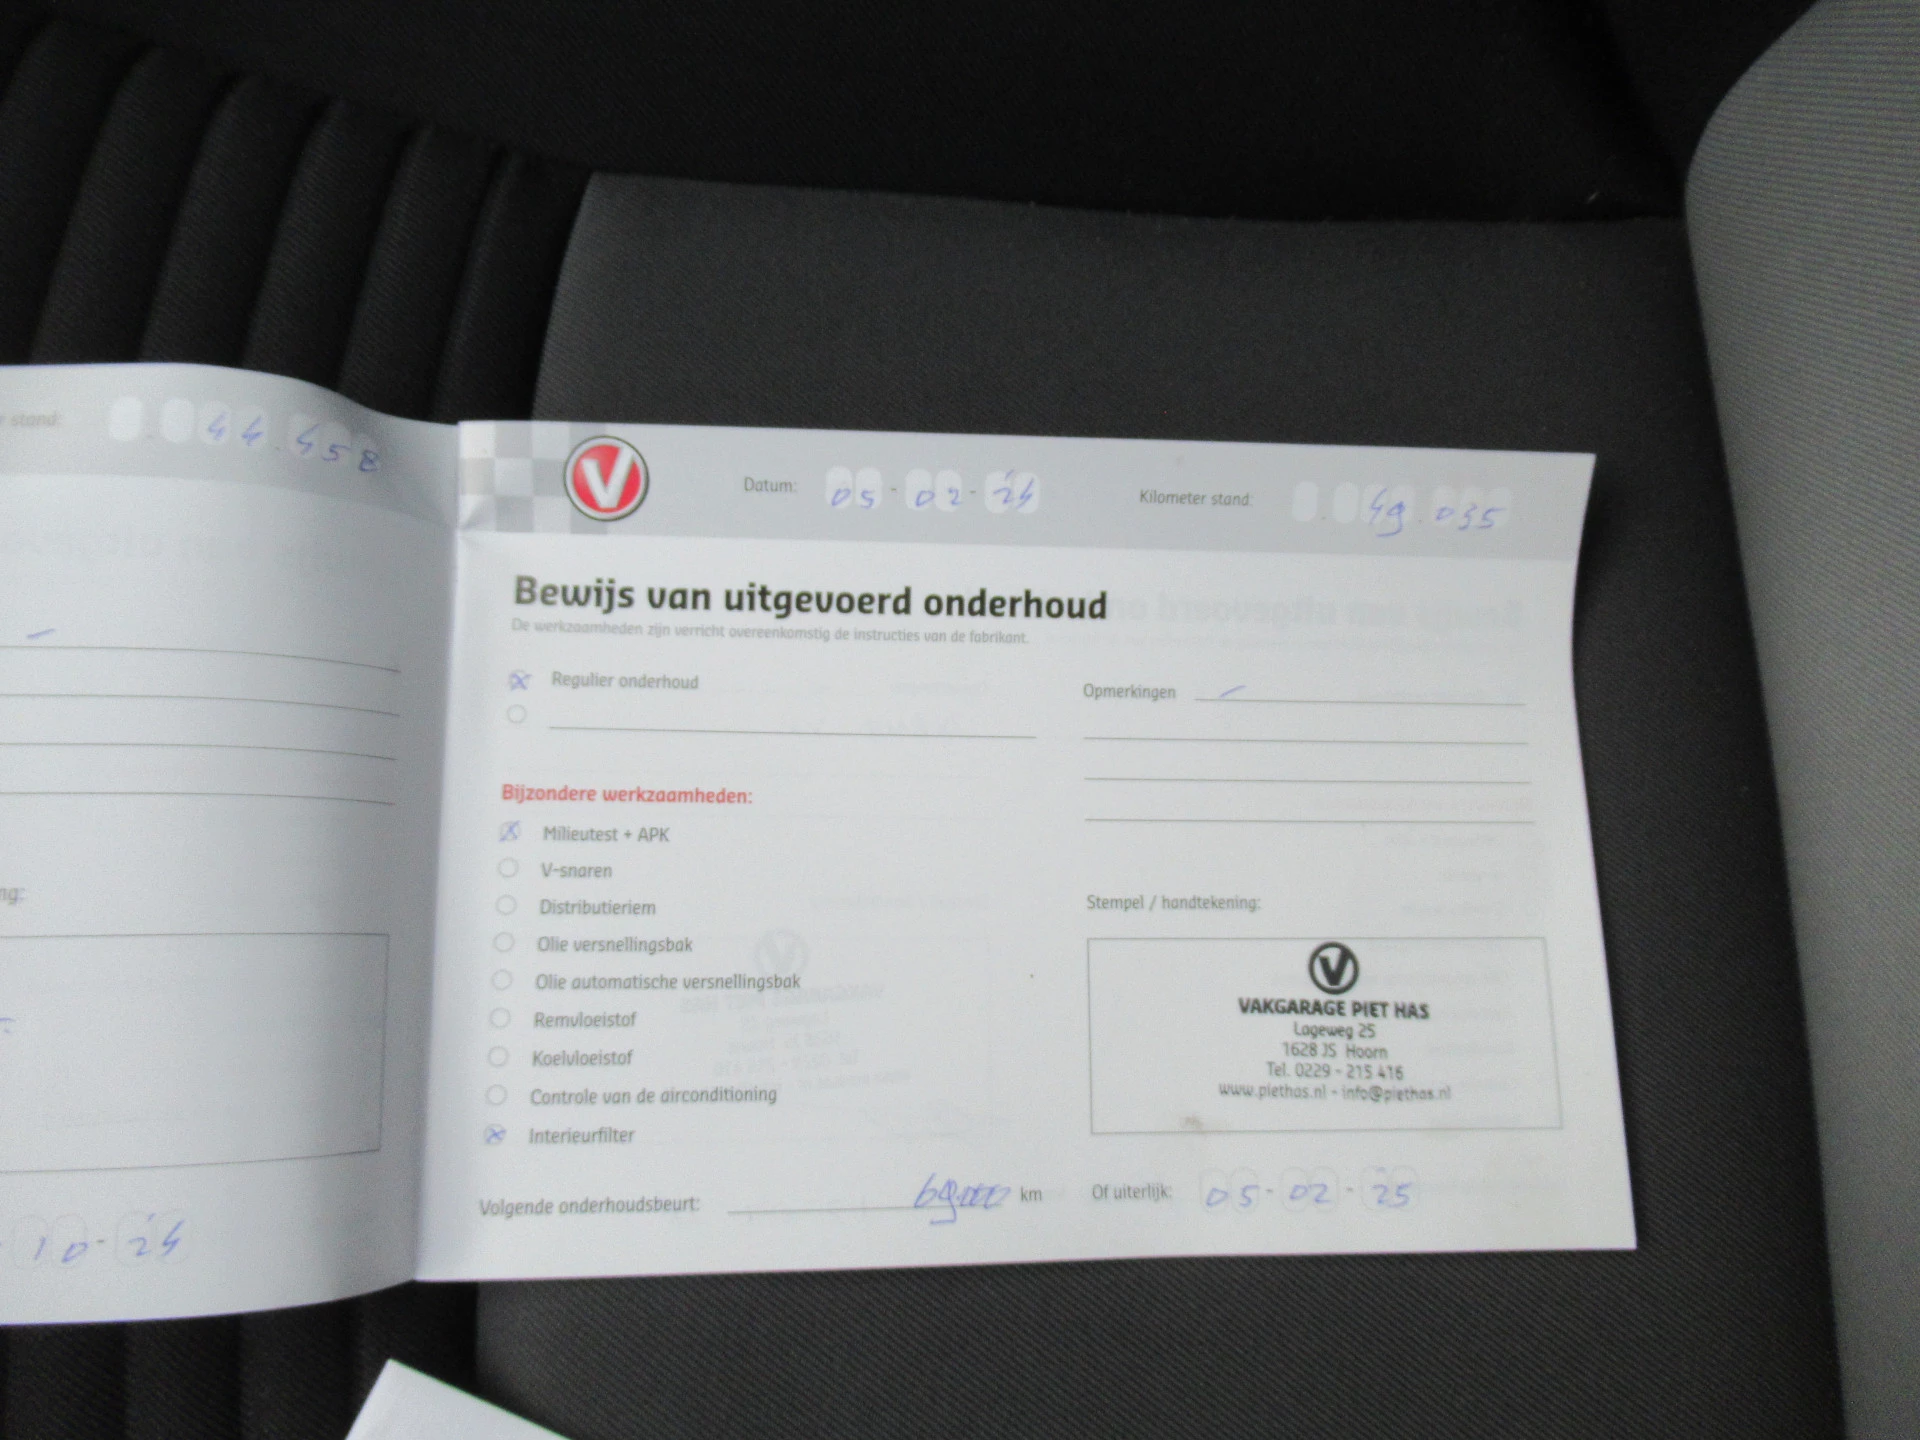 r stand: 44.458
ng:
10-24
V
Datum: 05-02-24 Kilometer stand: 49.035
Bewijs van uitgevoerd onderhoud
De werkzaamheden zijn verricht overeenkomstig de instructies van de fabrikant.
Regulier onderhoud
Opmerkingen
Bijzondere werkzaamheden:
Milieutest + APK
V-snaren
Distributieriem
Olie versnellingsbak
Olie automatische versnellingsbak
Remvloeistof
Koelvloeistof
Controle van de airconditioning
Interieurfilter
Stempel / handtekening:
V
VAKGARAGE PIET HAS
Lageweg 25
1628 JS Hoorn
Tel. 0229 - 215 416
www.piethas.nl - info@piethas.nl
Volgende onderhoudsbeurt: 69.000 km Of uiterlijk: 05-02-25